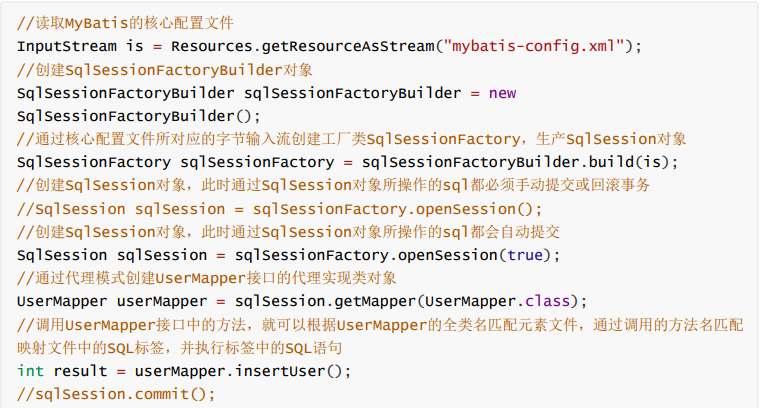 //读取MyBatis的核心配置文件
InputStream is = Resources.getResourceAsStream("mybatis-config.xml");
//创建SqlSessionFactoryBuilder对象
SqlSessionFactoryBuilder sqlSessionFactoryBuilder = new
SqlSessionFactoryBuilder();
//通过核心配置文件所对应的字节输入流创建工厂类SqlSessionFactory，生产SqlSession对象
SqlSessionFactory sqlSessionFactory = sqlSessionFactoryBuilder.build(is);
//创建SqlSession对象，此时通过SqlSession对象所操作的sql都必须手动提交或回滚事务
//SqlSession sqlSession = sqlSessionFactory.openSession();
//创建SqlSession对象，此时通过SqlSession对象所操作的sql都会自动提交
SqlSession sqlSession = sqlSessionFactory.openSession(true);
//通过代理模式创建UserMapper接口的代理实现类对象
UserMapper userMapper = sqlSession.getMapper(UserMapper.class);
//调用UserMapper接口中的方法，就可以根据UserMapper的全类名匹配元素文件，通过调用的方法名匹配
映射文件中的SQL标签，并执行标签中的SQL语句
int result = userMapper.insertUser();
//sqlSession.commit();